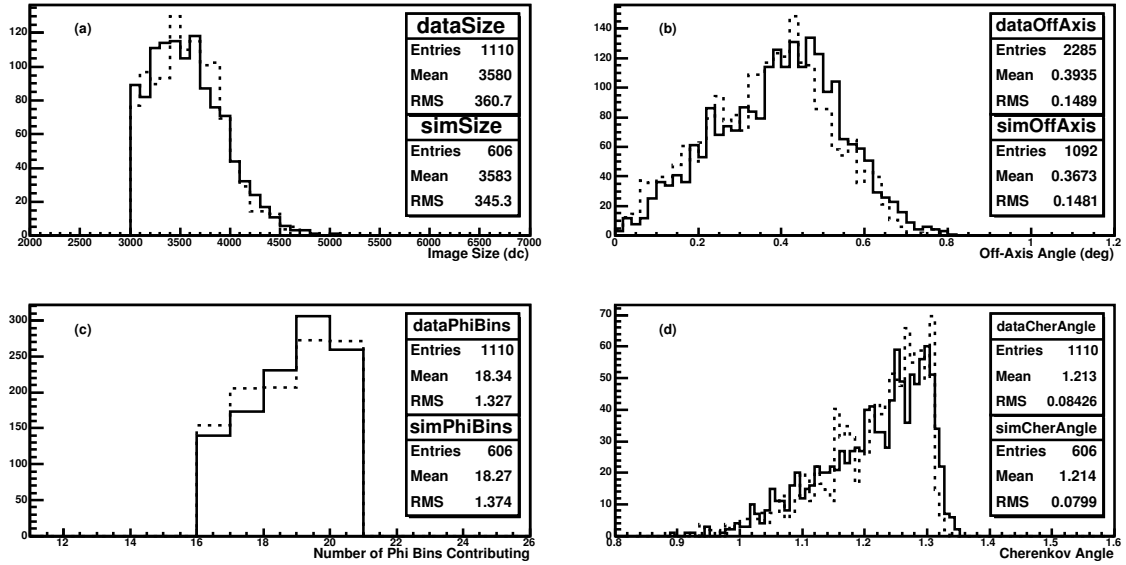 (a)
dataSize
Entries 1110
Mean 3580
RMS 360.7
simSize
Entries 606
Mean 3583
RMS 345.3
120
100
80
60
40
20
0
2000 2500 3000 3500 4000 4500 5000 5500 6000 6500 7000
Image Size (dc)
(b)
dataOffAxis
Entries 2285
Mean 0.3935
RMS 0.1489
simOffAxis
Entries 1092
Mean 0.3673
RMS 0.1481
140
120
100
80
60
40
20
0
0 0.2 0.4 0.6 0.8 1 1.2
Off-Axis Angle (deg)
(c)
dataPhiBins
Entries 1110
Mean 18.34
RMS 1.327
simPhiBins
Entries 606
Mean 18.27
RMS 1.374
300
250
200
150
100
50
0
12 14 16 18 20 22 24 26
Number of Phi Bins Contributing
(d)
dataCherAngle
Entries 1110
Mean 1.213
RMS 0.08426
simCherAngle
Entries 606
Mean 1.214
RMS 0.0799
70
60
50
40
30
20
10
0
0.8 0.9 1 1.1 1.2 1.3 1.4 1.5 1.6
Cherenkov Angle